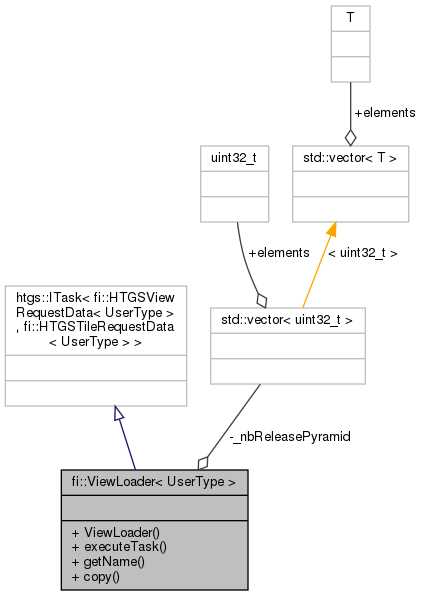 T
+elements
uint32_t
std::vector< T >
+elements
< uint32_t >
htgs::ITask< fi::HTGSView
RequestData< UserType >
, fi::HTGSTileRequestData
< UserType > >
std::vector< uint32_t >
-_nbReleasePyramid
fi::ViewLoader< UserType >
+ ViewLoader()
+ executeTask()
+ getName()
+ copy()